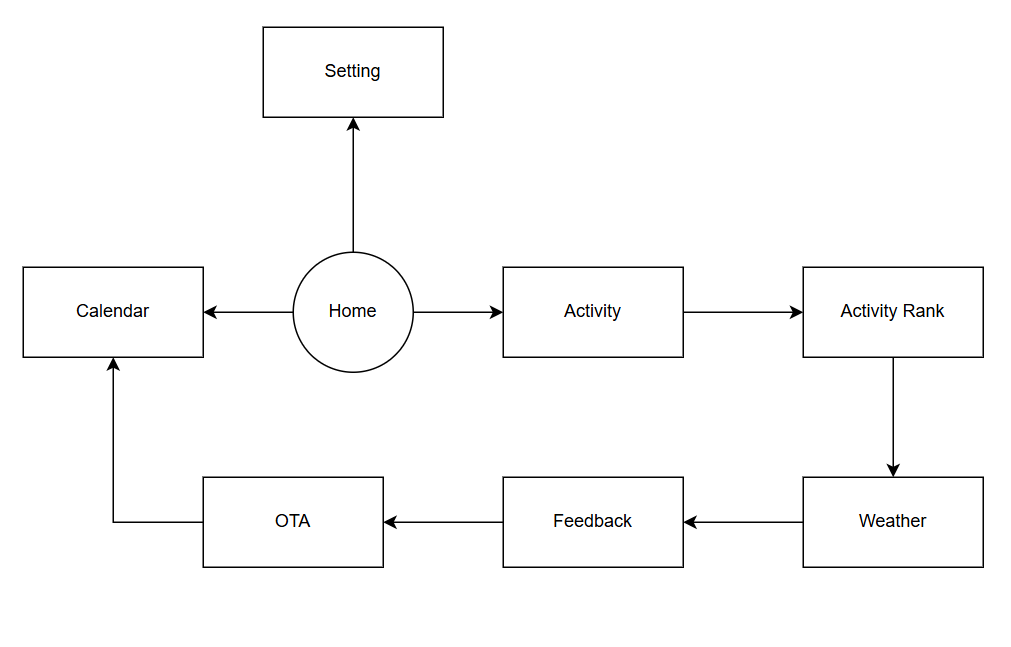 Setting
Calendar
Home
Activity
Activity Rank
OTA
Feedback
Weather